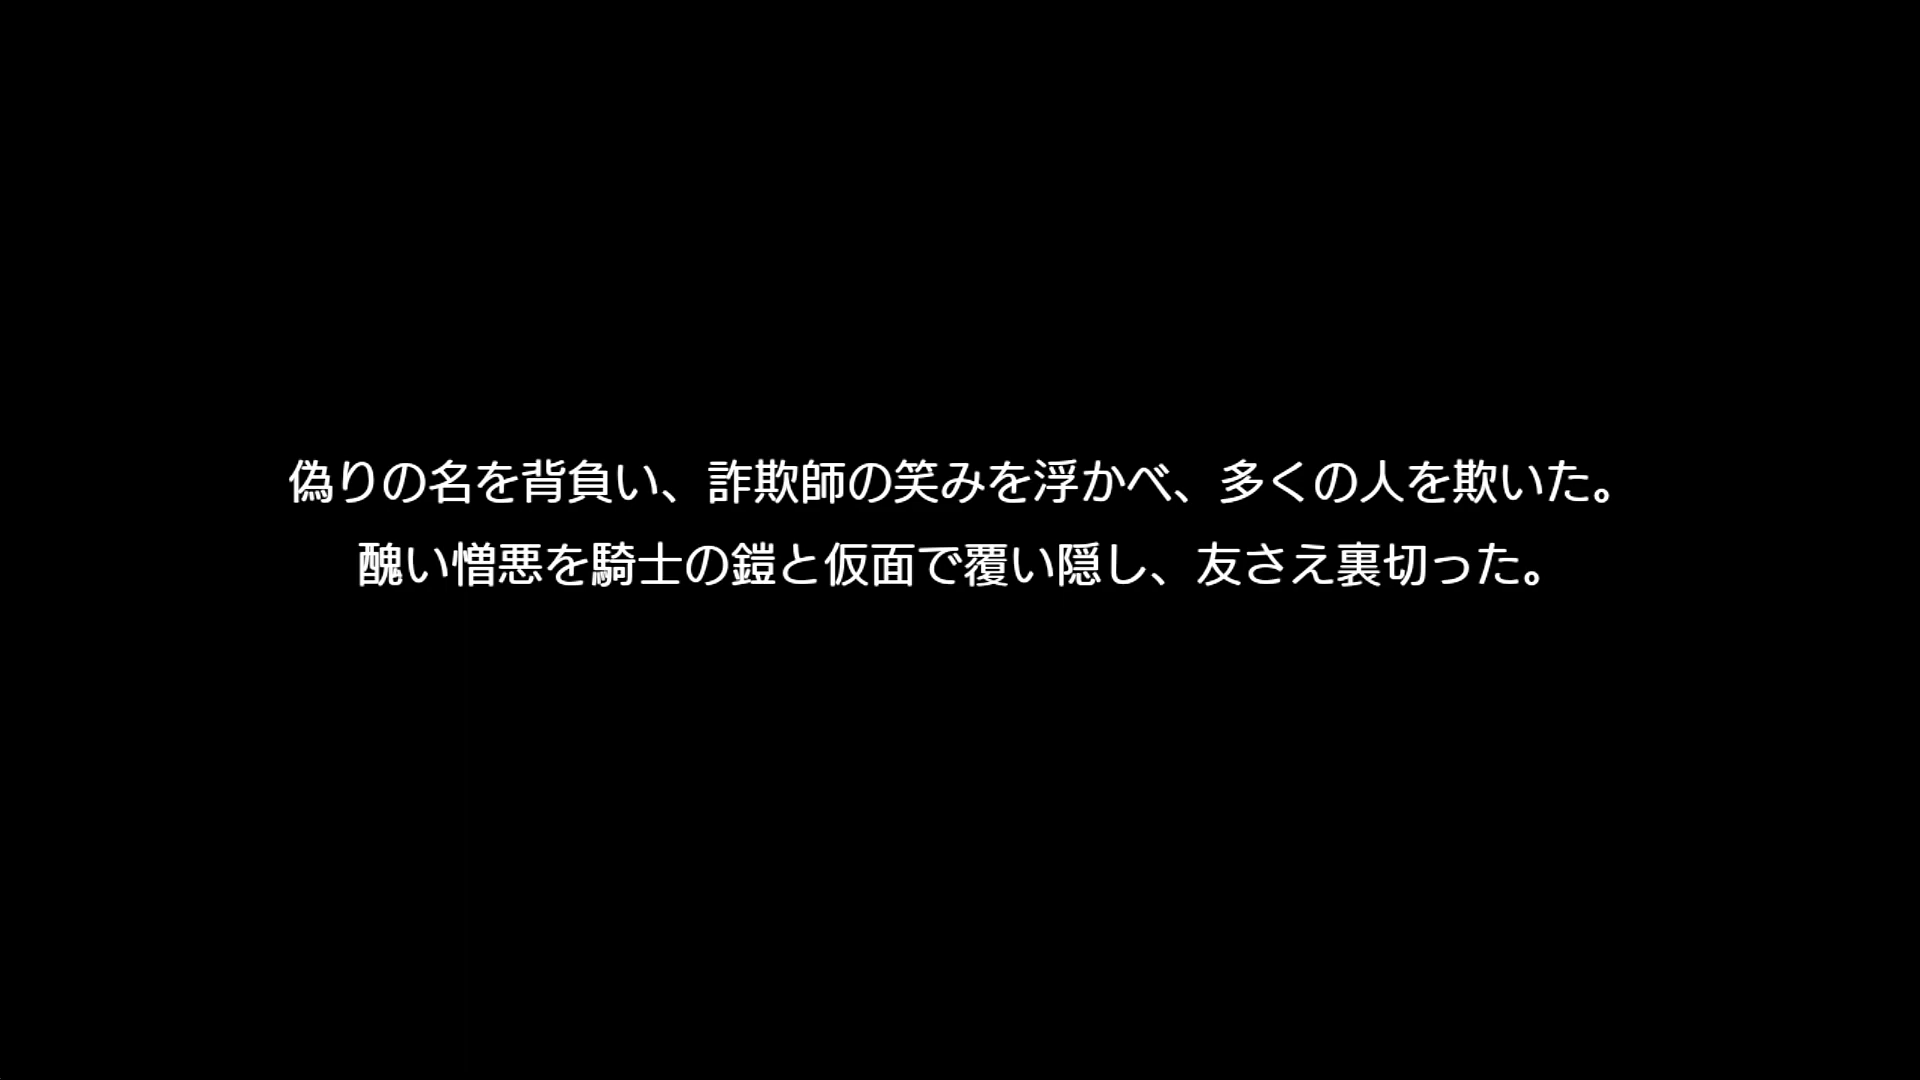 偽りの名を背負い、詐欺師の笑みを浮かべ、多くの人を欺いた。
醜い憎悪を騎士の鎧と仮面で覆い隠し、友さえ裏切った。